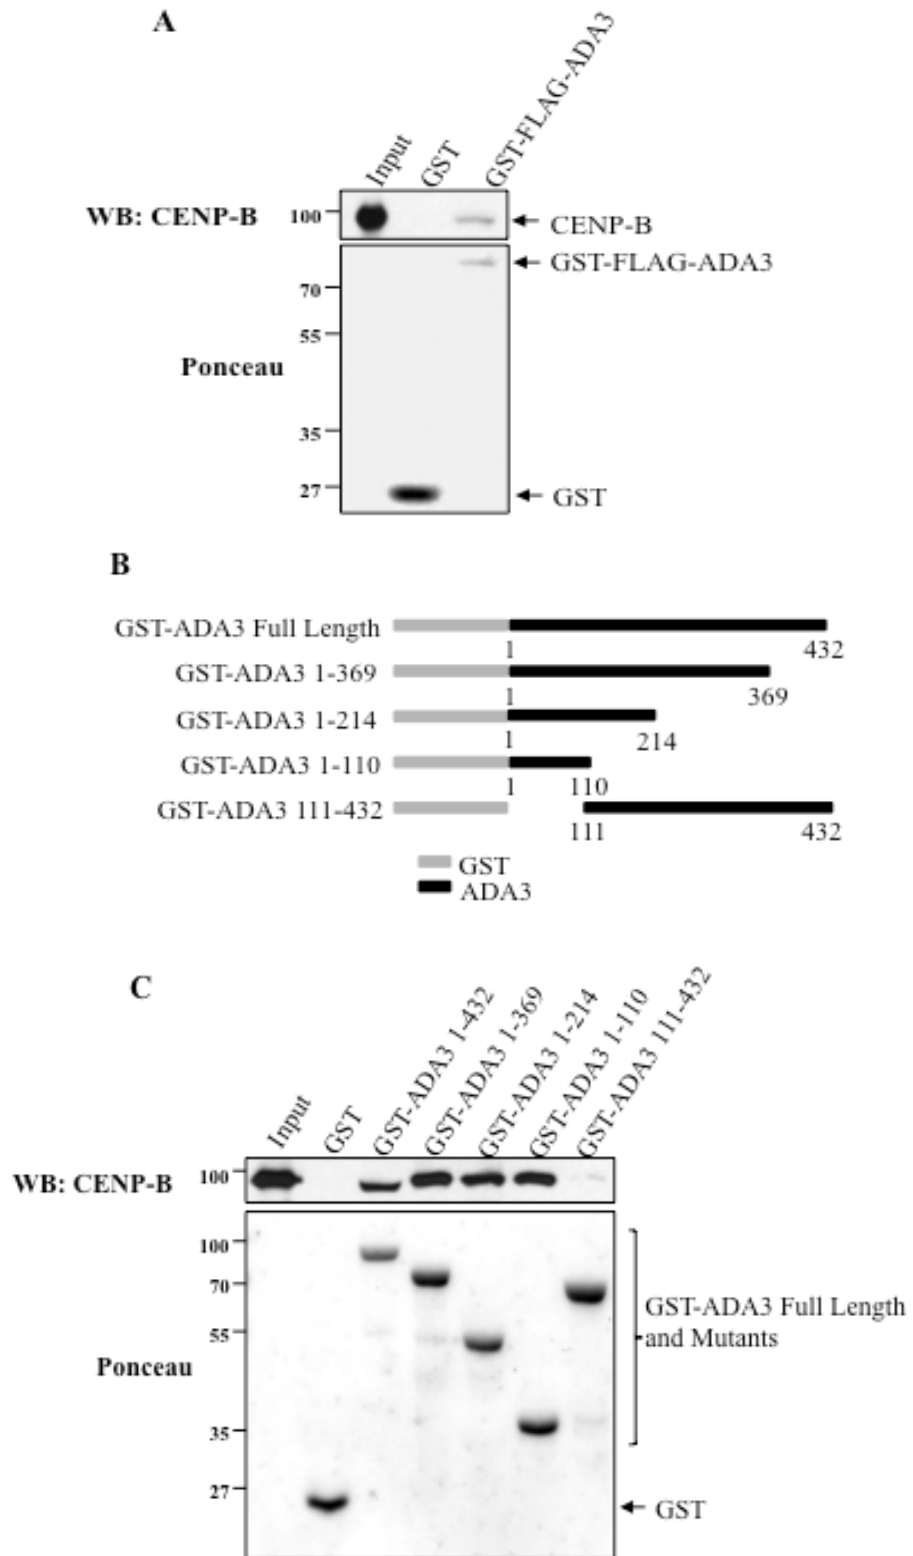 A
Input
GST
GST-FLAG-ADA3
WB: CENP-B
100
CENP-B
GST-FLAG-ADA3
70
55
Ponceau
35
27
GST
B
GST-ADA3 Full Length
1 432
GST-ADA3 1-369
1 369
GST-ADA3 1-214
1 214
GST-ADA3 1-110
1 110
GST-ADA3 111-432
111 432
GST
ADA3
C
Input
GST
GST-ADA3 1-432
GST-ADA3 1-369
GST-ADA3 1-214
GST-ADA3 1-110
GST-ADA3 111-432
WB: CENP-B
100
100
70
GST-ADA3 Full Length
and Mutants
55
Ponceau
35
27
GST